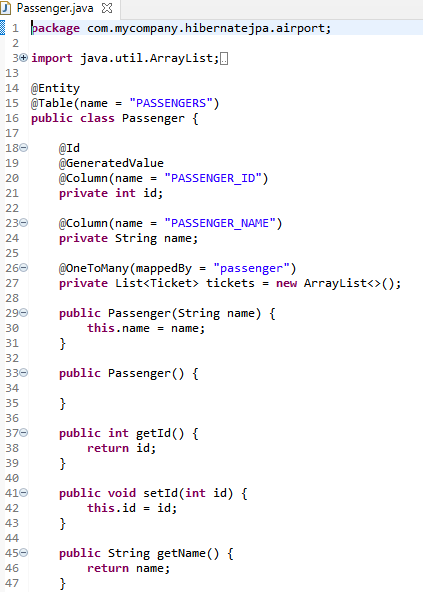 Passenger.java
1 package com.mycompany.hibernatejpa.airport;
2
3 import java.util.ArrayList;
13
14 @Entity
15 @Table(name = "PASSENGERS")
16 public class Passenger {
17
18     @Id
19     @GeneratedValue
20     @Column(name = "PASSENGER_ID")
21     private int id;
22
23     @Column(name = "PASSENGER_NAME")
24     private String name;
25
26     @OneToMany(mappedBy = "passenger")
27     private List<Ticket> tickets = new ArrayList<>();
28
29     public Passenger(String name) {
30         this.name = name;
31     }
32
33     public Passenger() {
34
35     }
36
37     public int getId() {
38         return id;
39     }
40
41     public void setId(int id) {
42         this.id = id;
43     }
44
45     public String getName() {
46         return name;
47     }